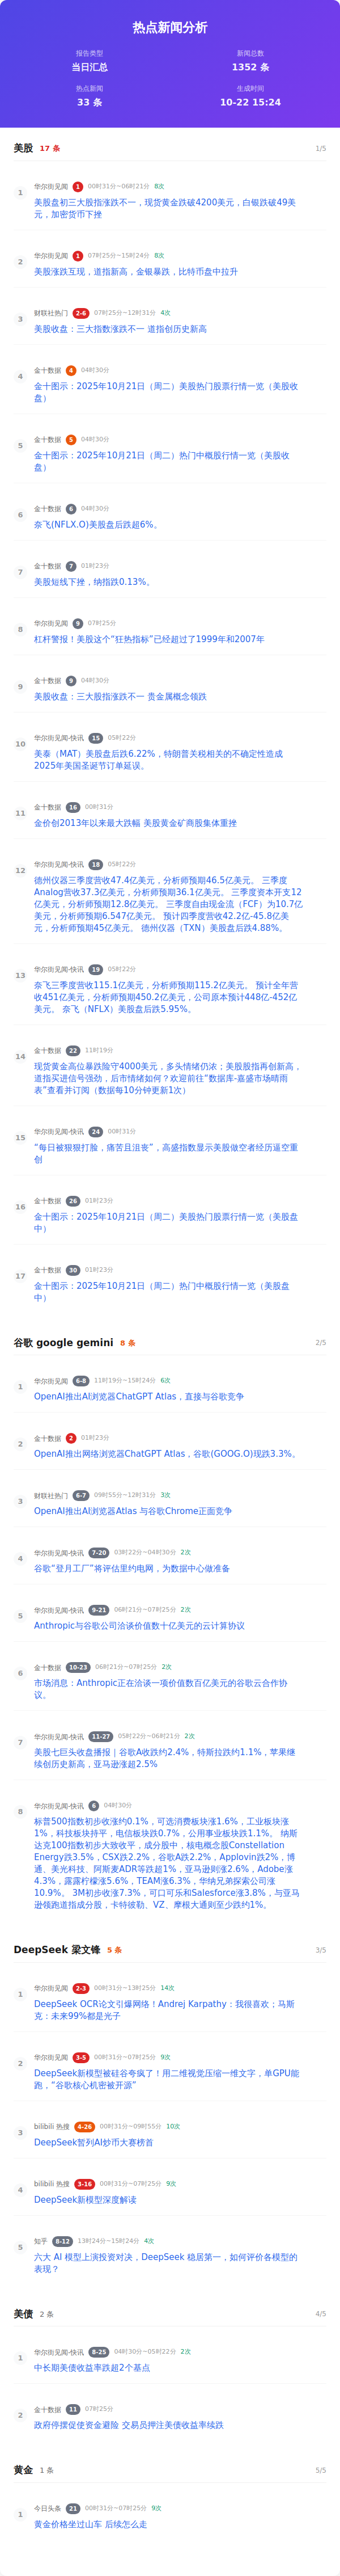 热点新闻分析
报告类型
新闻总数
当日汇总
1352 条
热点新闻
生成时间
33 条
10-22 15:24
美股 17 条 1/5
1
华尔街见闻 1 00时31分~06时21分 8次
美股盘初三大股指涨跌不一，现货黄金跌破4200美元，白银跌破49美
元，加密货币下挫
2
华尔街见闻 1 07时25分~15时24分 8次
美股涨跌互现，道指新高，金银暴跌，比特币盘中拉升
3
财联社热门 2-6 07时25分~12时31分 4次
美股收盘：三大指数涨跌不一 道指创历史新高
4
金十数据 4 04时30分
金十图示：2025年10月21日（周二）美股热门股票行情一览（美股收
盘）
5
金十数据 5 04时30分
金十图示：2025年10月21日（周二）热门中概股行情一览（美股收
盘）
6
金十数据 6 04时30分
奈飞(NFLX.O)美股盘后跌超6%。
7
金十数据 7 01时23分
美股短线下挫，纳指跌0.13%。
8
华尔街见闻 9 07时25分
杠杆警报！美股这个“狂热指标”已经超过了1999年和2007年
9
金十数据 9 04时30分
美股收盘：三大股指涨跌不一 贵金属概念领跌
10
华尔街见闻-快讯 15 05时22分
美泰（MAT）美股盘后跌6.22%，特朗普关税相关的不确定性造成
2025年美国圣诞节订单延误。
11
金十数据 16 00时31分
金价创2013年以来最大跌幅 美股黄金矿商股集体重挫
12
华尔街见闻-快讯 18 05时22分
德州仪器三季度营收47.4亿美元，分析师预期46.5亿美元。 三季度
Analog营收37.3亿美元，分析师预期36.1亿美元。 三季度资本开支12
亿美元，分析师预期12.8亿美元。 三季度自由现金流（FCF）为10.7亿
美元，分析师预期6.547亿美元。 预计四季度营收42.2亿-45.8亿美
元，分析师预期45亿美元。 德州仪器（TXN）美股盘后跌4.88%。
13
华尔街见闻-快讯 19 05时22分
奈飞三季度营收115.1亿美元，分析师预期115.2亿美元。 预计全年营
收451亿美元，分析师预期450.2亿美元，公司原本预计448亿-452亿
美元。 奈飞（NFLX）美股盘后跌5.95%。
14
金十数据 22 11时19分
现货黄金高位暴跌险守4000美元，多头情绪仍浓；美股股指再创新高，
道指买进信号强劲，后市情绪如何？欢迎前往“数据库-嘉盛市场晴雨
表”查看并订阅（数据每10分钟更新1次）
15
华尔街见闻-快讯 24 00时31分
“每日被狠狠打脸，痛苦且沮丧”，高盛指数显示美股做空者经历逼空重
创
16
金十数据 26 01时23分
金十图示：2025年10月21日（周二）美股热门股票行情一览（美股盘
中）
17
金十数据 30 01时23分
金十图示：2025年10月21日（周二）热门中概股行情一览（美股盘
中）
谷歌 google gemini 8 条 2/5
1
华尔街见闻 6-8 11时19分~15时24分 6次
OpenAI推出AI浏览器ChatGPT Atlas，直接与谷歌竞争
2
金十数据 2 01时23分
OpenAI推出网络浏览器ChatGPT Atlas，谷歌(GOOG.O)现跌3.3%。
3
财联社热门 6-7 09时55分~12时31分 3次
OpenAI推出AI浏览器Atlas 与谷歌Chrome正面竞争
4
华尔街见闻-快讯 7-20 03时22分~04时30分 2次
谷歌“登月工厂”将评估里约电网，为数据中心做准备
5
华尔街见闻-快讯 9-21 06时21分~07时25分 2次
Anthropic与谷歌公司洽谈价值数十亿美元的云计算协议
6
金十数据 10-23 06时21分~07时25分 2次
市场消息：Anthropic正在洽谈一项价值数百亿美元的谷歌云合作协
议。
7
华尔街见闻-快讯 11-27 05时22分~06时21分 2次
美股七巨头收盘播报｜谷歌A收跌约2.4%，特斯拉跌约1.1%，苹果继
续创历史新高，亚马逊涨超2.5%
8
华尔街见闻-快讯 6 04时30分
标普500指数初步收涨约0.1%，可选消费板块涨1.6%，工业板块涨
1%，科技板块持平，电信板块跌0.7%，公用事业板块跌1.1%。 纳斯
达克100指数初步大致收平，成分股中，核电概念股Constellation
Energy跌3.5%，CSX跌2.2%，谷歌A跌2.2%，Applovin跌2%，博
通、美光科技、阿斯麦ADR等跌超1%，亚马逊则涨2.6%，Adobe涨
4.3%，露露柠檬涨5.6%，TEAM涨6.3%，华纳兄弟探索公司涨
10.9%。 3M初步收涨7.3%，可口可乐和Salesforce涨3.8%，与亚马
逊领跑道指成分股，卡特彼勒、VZ、摩根大通则至少跌约1%。
DeepSeek 梁文锋 5 条 3/5
1
华尔街见闻 2-3 00时31分~13时25分 14次
DeepSeek OCR论文引爆网络！Andrej Karpathy：我很喜欢；马斯
克：未来99%都是光子
2
华尔街见闻 3-5 00时31分~07时25分 9次
DeepSeek新模型被硅谷夸疯了！用二维视觉压缩一维文字，单GPU能
跑，“谷歌核心机密被开源”
3
bilibili 热搜 4-26 00时31分~09时55分 10次
DeepSeek暂列AI炒币大赛榜首
4
bilibili 热搜 3-16 00时31分~07时25分 9次
DeepSeek新模型深度解读
5
知乎 8-12 13时24分~15时24分 4次
六大 AI 模型上演投资对决，DeepSeek 稳居第一，如何评价各模型的
表现？
美债 2 条 4/5
1
华尔街见闻-快讯 8-25 04时30分~05时22分 2次
中长期美债收益率跌超2个基点
2
金十数据 11 07时25分
政府停摆促使资金避险 交易员押注美债收益率续跌
黄金 1 条 5/5
1
今日头条 21 00时31分~07时25分 9次
黄金价格坐过山车 后续怎么走